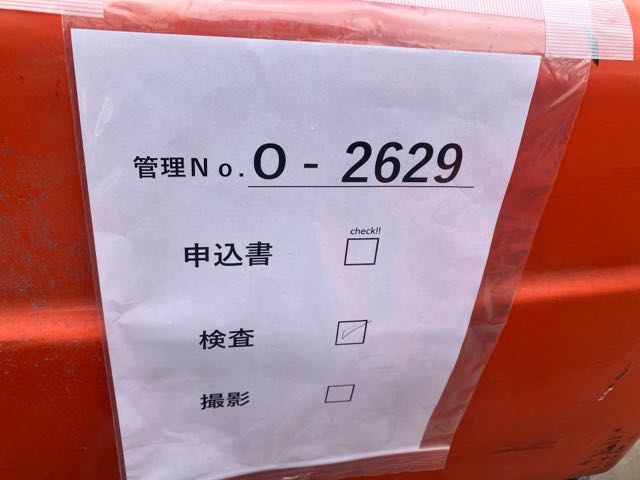 管理No. O - 2629
check!!
申込書 □
検査 ☑
撮影 □